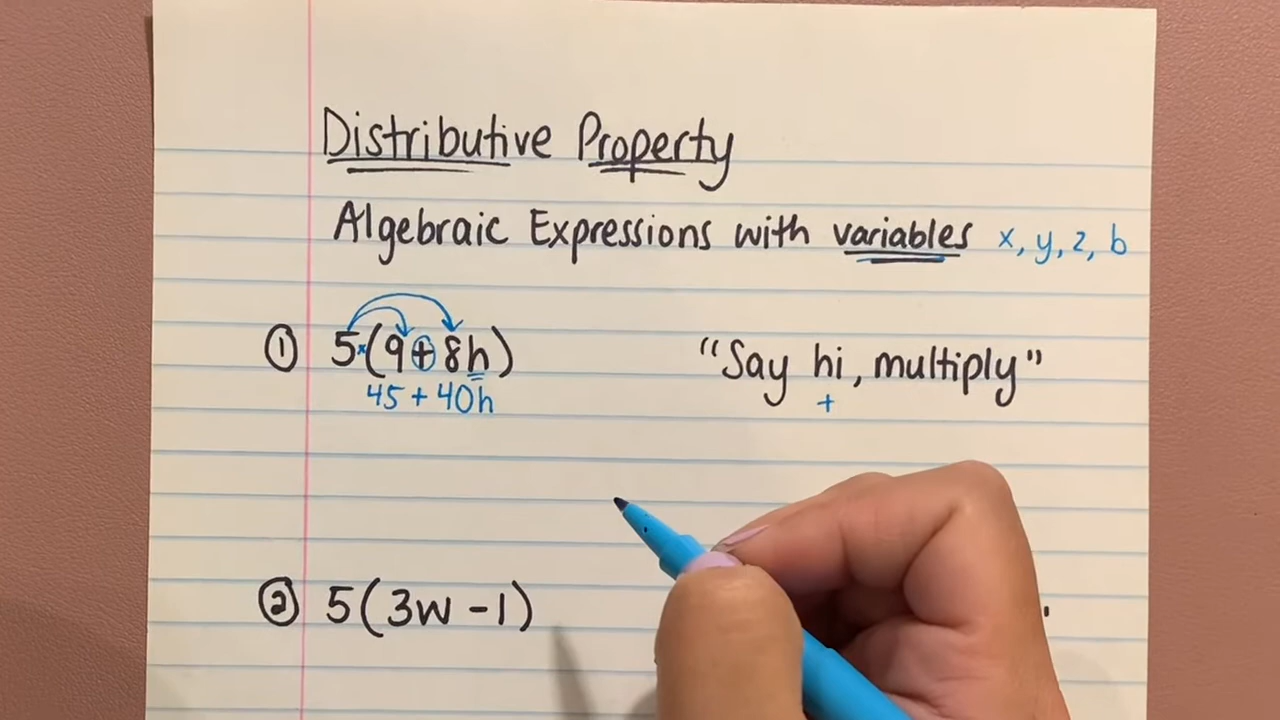 Distributive Property
Algebraic Expressions with variables x, y, z, b
① 5×(9+8h) "Say hi, multiply"
45 + 40h +
② 5(3w -1)